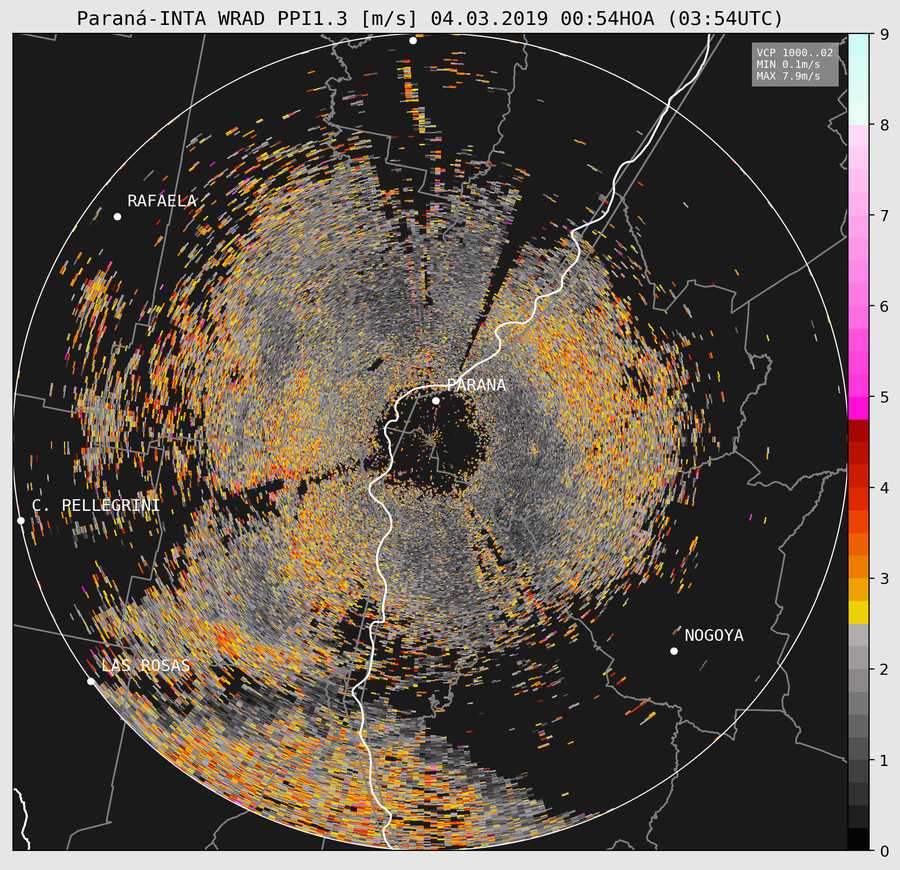 Paraná-INTA WRAD PPI1.3 [m/s] 04.03.2019 00:54HOA (03:54UTC)
VCP 1000..02
MIN 0.1m/s
MAX 7.9m/s
RAFAELA
PARANÁ
C. PELLEGRINI
NOGOYA
LAS ROSAS
9
8
7
6
5
4
3
2
1
0